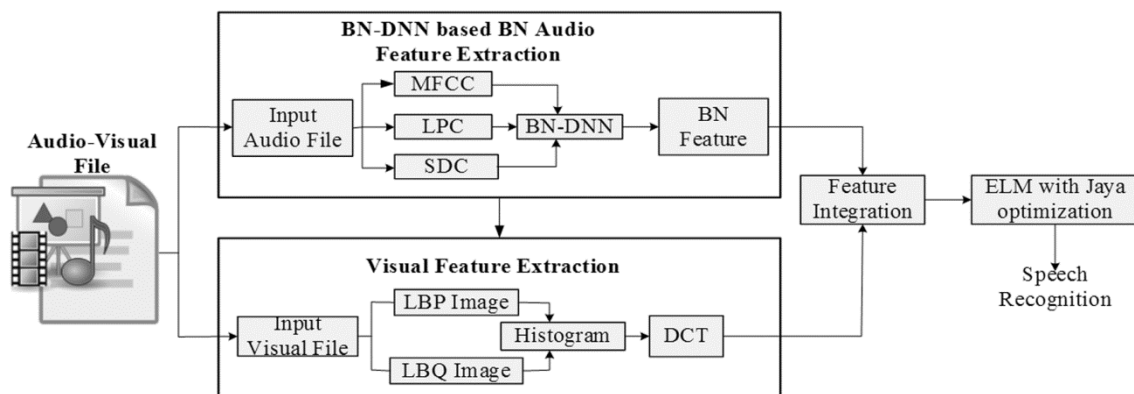 BN-DNN based BN Audio
Feature Extraction
MFCC
Input
Audio File
LPC
BN-DNN
BN
Feature
SDC
Audio-Visual
File
Feature
Integration
ELM with Jaya
optimization
Speech
Recognition
Visual Feature Extraction
LBP Image
Input
Visual File
Histogram
DCT
LBQ Image